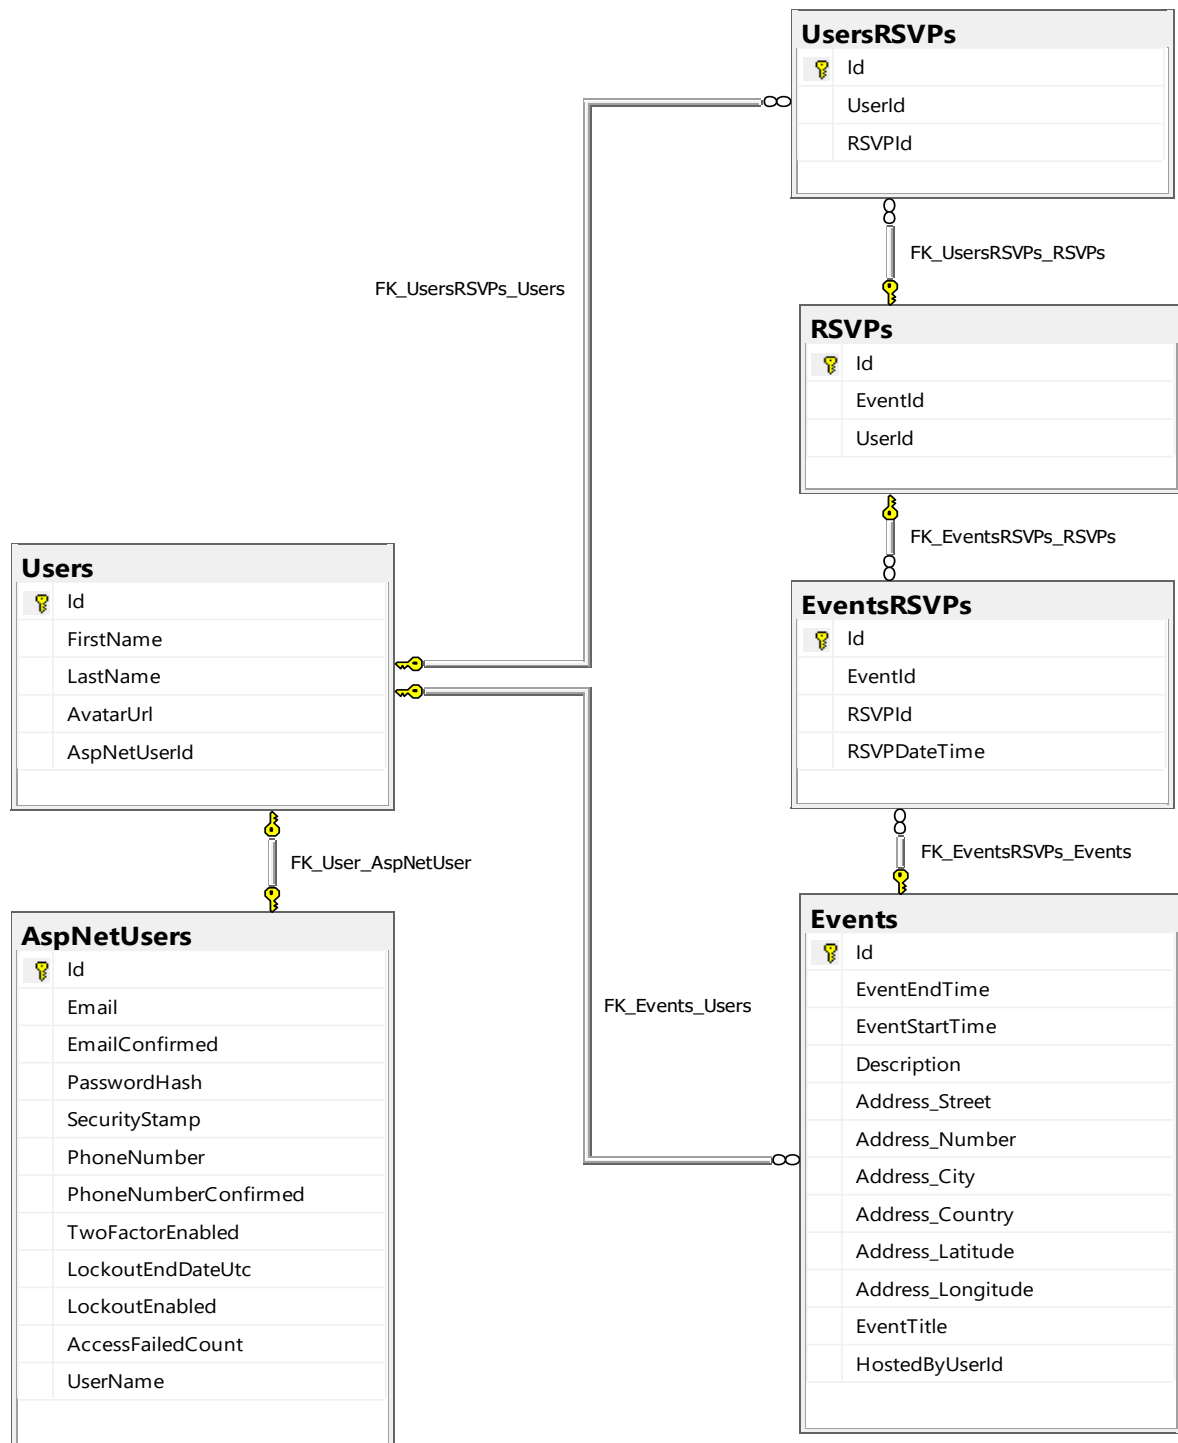 UsersRSVPs
Id
UserId
RSVPId
FK_UsersRSVPs_RSVPs
FK_UsersRSVPs_Users
RSVPs
Id
EventId
UserId
FK_EventsRSVPs_RSVPs
Users
Id
FirstName
LastName
AvatarUrl
AspNetUserId
EventsRSVPs
Id
EventId
RSVPId
RSVPDateTime
FK_User_AspNetUser
FK_EventsRSVPs_Events
AspNetUsers
Id
Email
EmailConfirmed
PasswordHash
SecurityStamp
PhoneNumber
PhoneNumberConfirmed
TwoFactorEnabled
LockoutEndDateUtc
LockoutEnabled
AccessFailedCount
UserName
FK_Events_Users
Events
Id
EventEndTime
EventStartTime
Description
Address_Street
Address_Number
Address_City
Address_Country
Address_Latitude
Address_Longitude
EventTitle
HostedByUserId